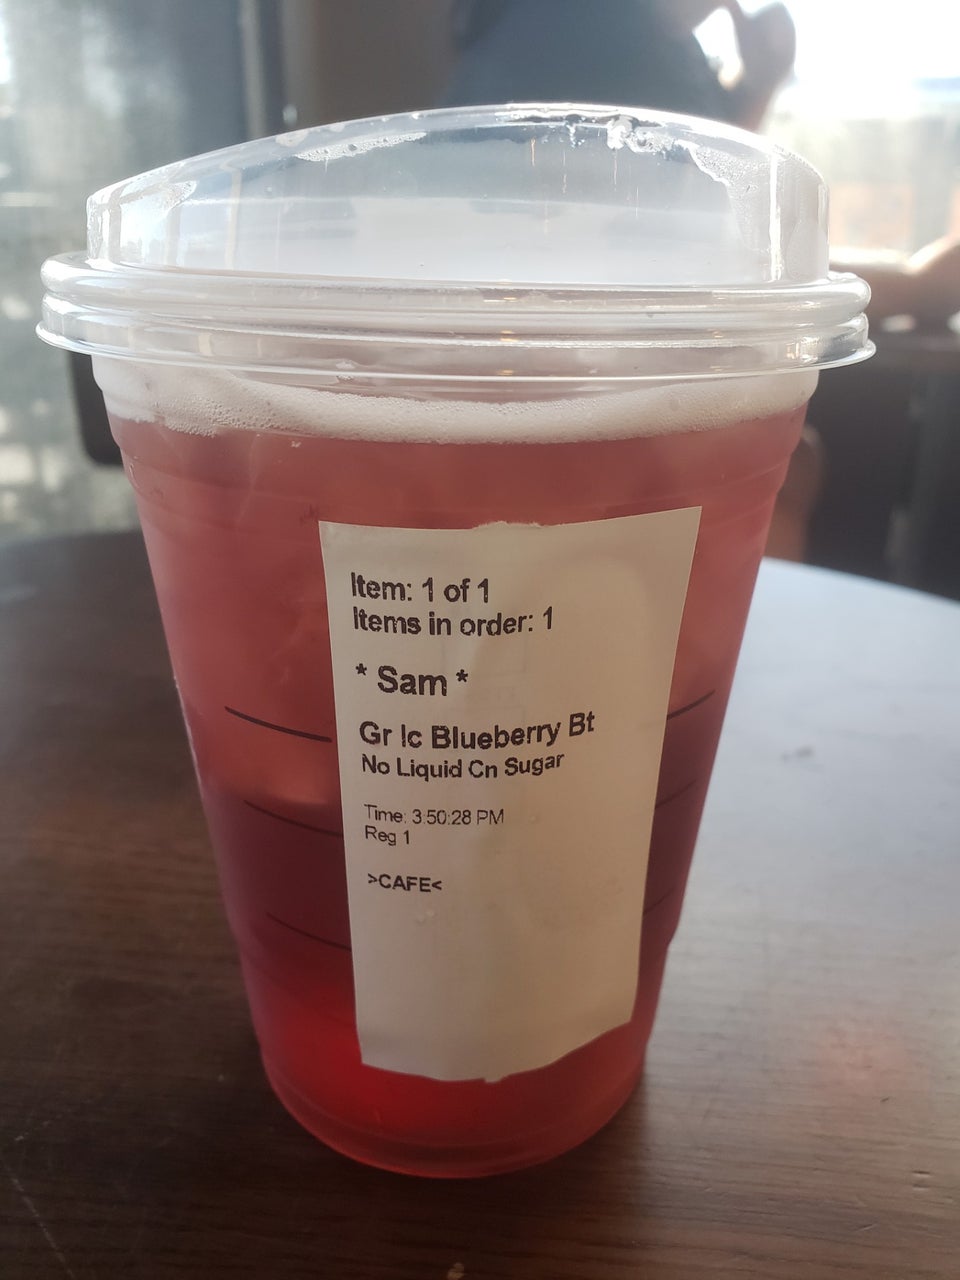 Item: 1 of 1
Items in order: 1
* Sam *
Gr Ic Blueberry Bt
No Liquid Cn Sugar
Time: 3:50:28 PM
Reg 1
>CAFE<